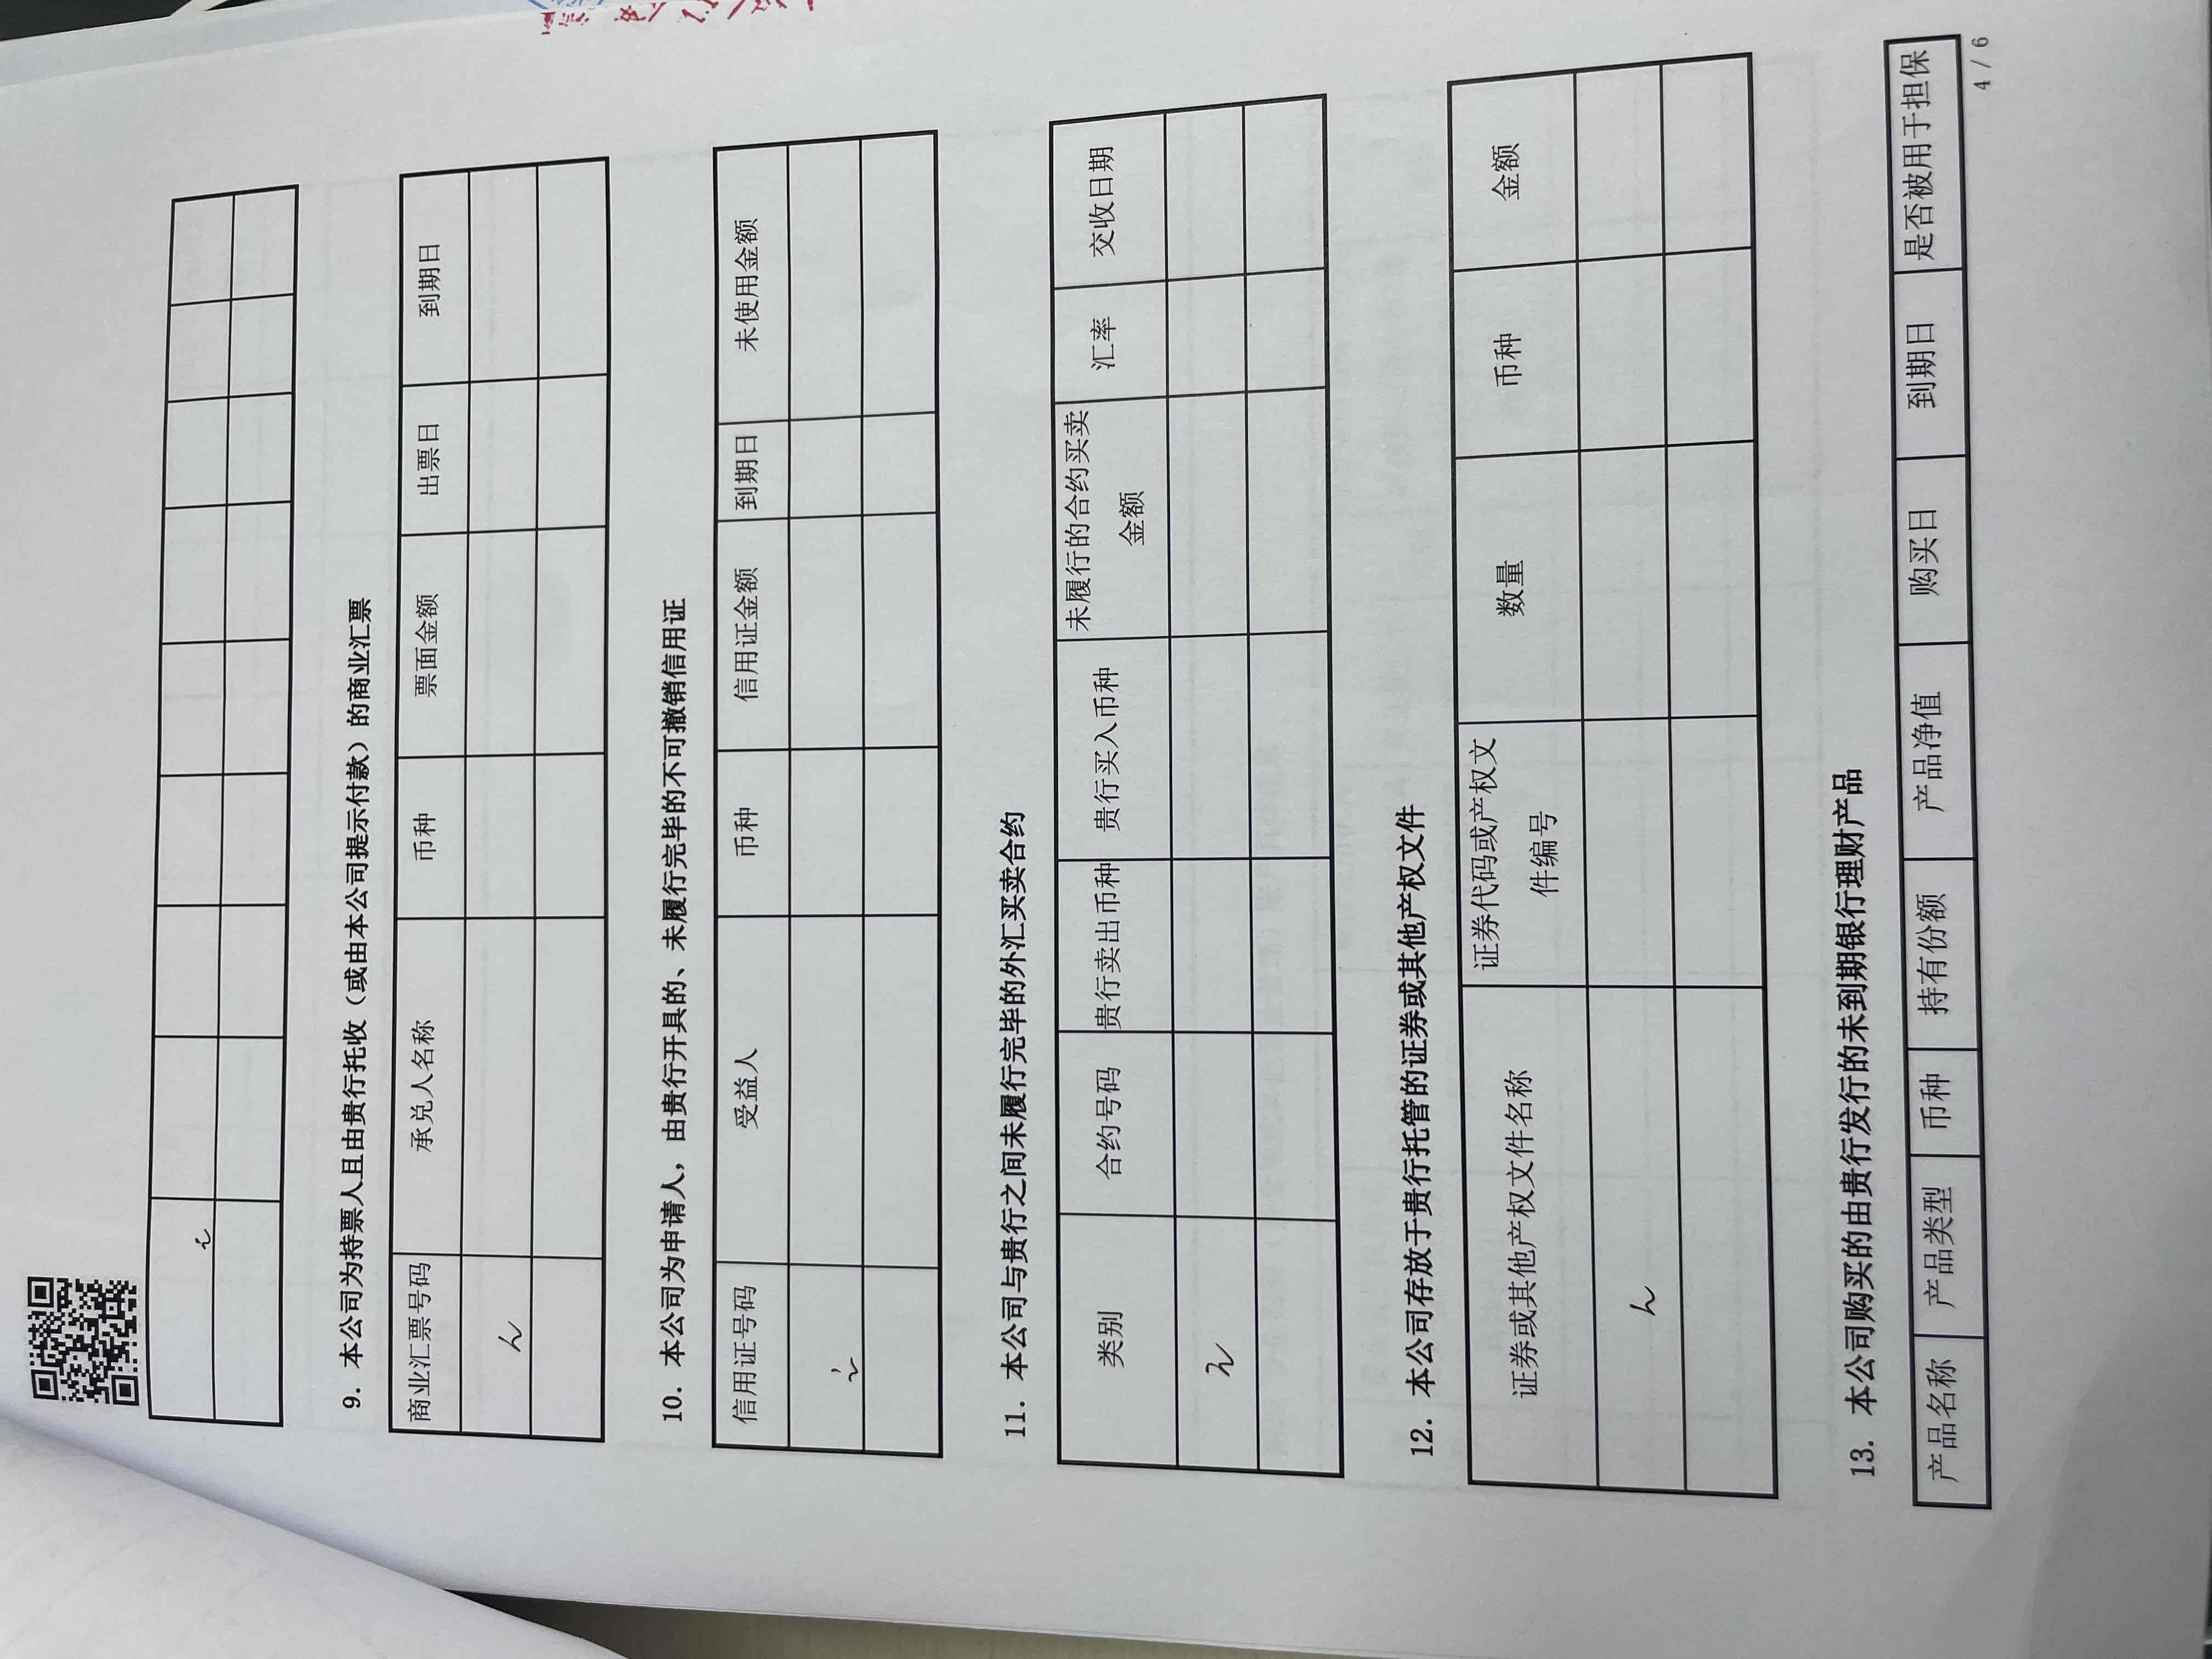 9. 本公司为持票人且由贵行托收（或由本公司提示付款）的商业汇票
商业汇票号码 承兑人名称 币种 票面金额 出票日 到期日
10. 本公司为申请人，由贵行开具的、未履行完毕的不可撤销信用证
信用证号码 受益人 币种 信用证金额 到期日 未使用金额
11. 本公司与贵行之间未履行完毕的外汇买卖合约
类别 合约号码 贵行卖出币种 贵行买入币种 未履行的合约买卖 汇率 交收日期
金额
12. 本公司存放于贵行托管的证券或其他产权文件
证券或其他产权文件名称 证券代码或产权文 数量 币种 金额
件编号
13. 本公司购买的由贵行发行的未到期银行理财产品
产品名称 产品类型 币种 持有份额 产品净值 购买日 到期日 是否被用于担保
4 / 6